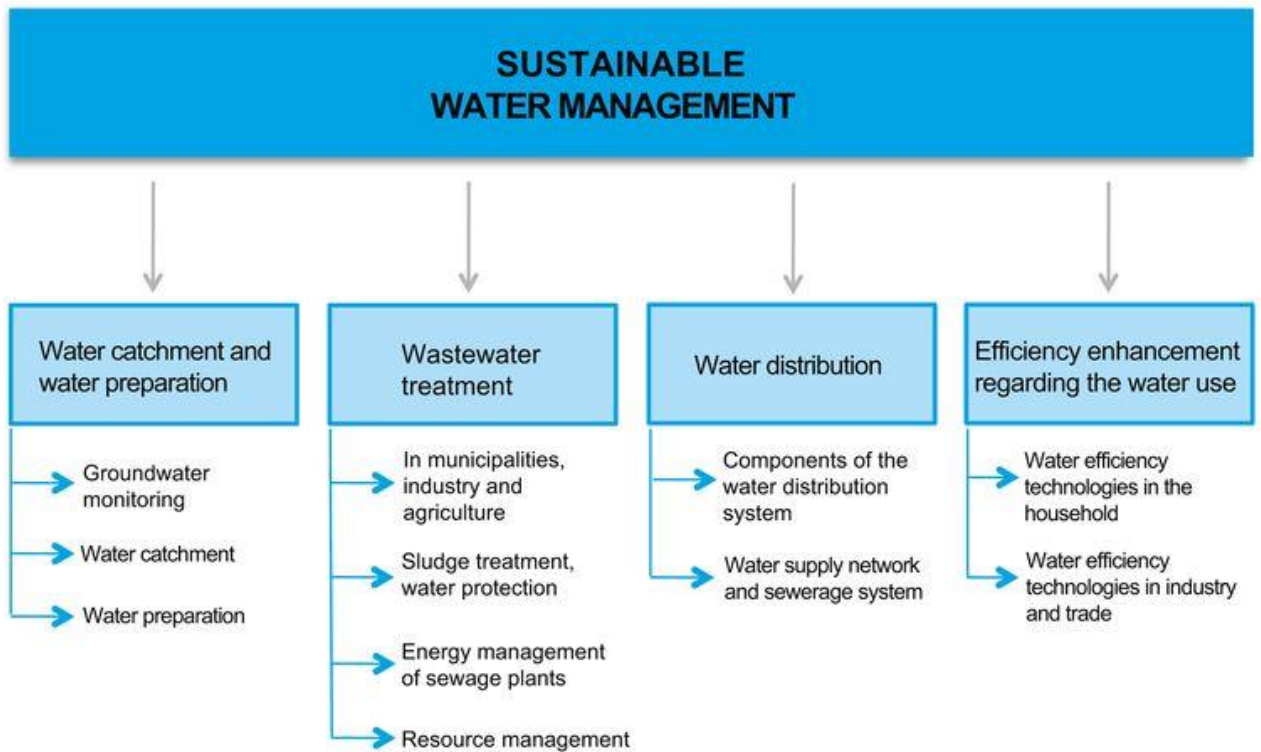 SUSTAINABLE
WATER MANAGEMENT
Water catchment and
water preparation
Groundwater
monitoring
Water catchment
Water preparation
Wastewater
treatment
In municipalities,
industry and
agriculture
Sludge treatment,
water protection
Energy management
of sewage plants
Resource management
Water distribution
Components of the
water distribution
system
Water supply network
and sewerage system
Efficiency enhancement
regarding the water use
Water efficiency
technologies in the
household
Water efficiency
technologies in industry
and trade